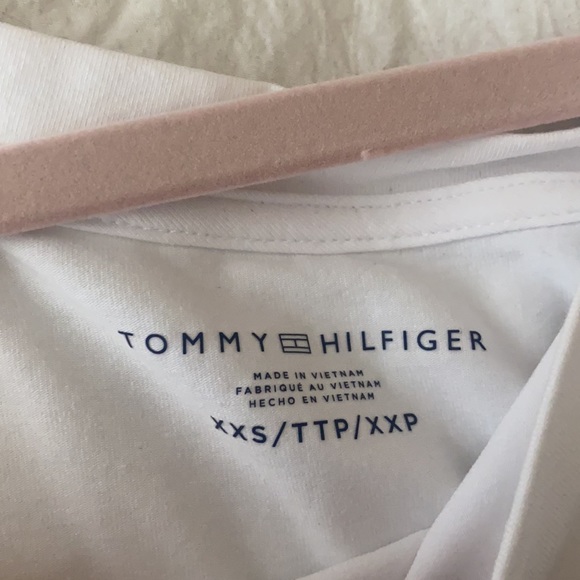 TOMMY HILFIGER
MADE IN VIETNAM
FABRIQUÉ AU VIETNAM
HECHO EN VIETNAM
XXS/TTP/XXP